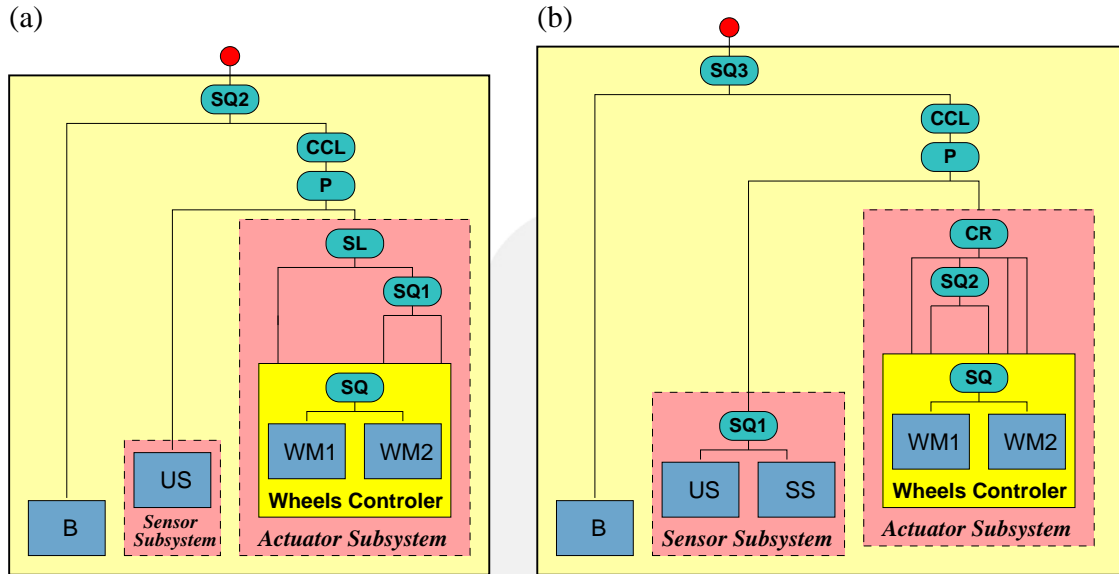 (a)
SQ2
CCL
P
SL
SQ1
SQ
WM1 WM2
Wheels Controler
Actuator Subsystem
US
Sensor
Subsystem
B
(b)
SQ3
CCL
P
CR
SQ2
SQ
WM1 WM2
Wheels Controler
Actuator Subsystem
SQ1
US SS
Sensor Subsystem
B